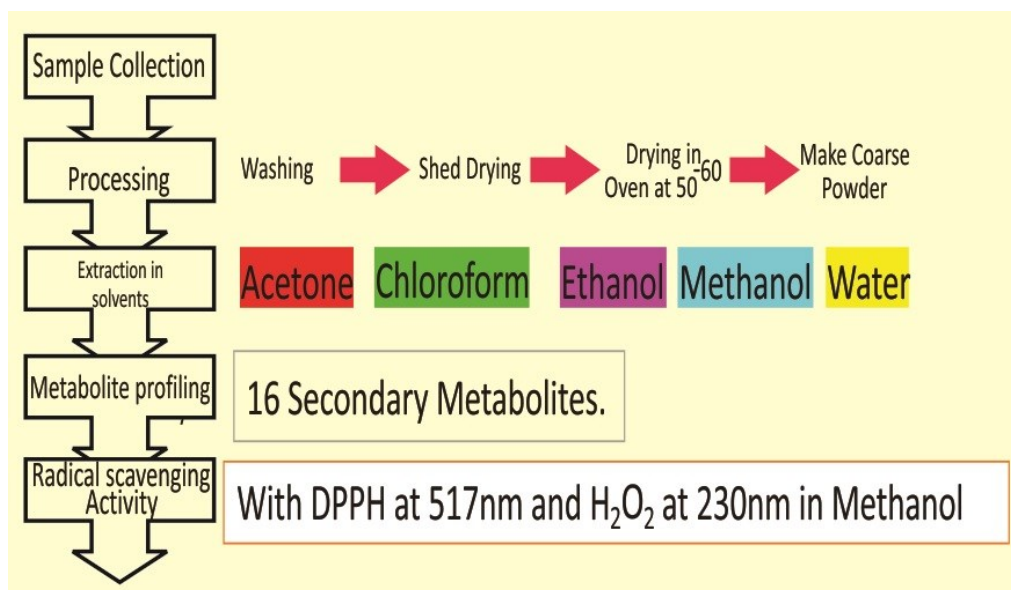 Sample Collection
Processing
Washing
Shed Drying
Drying in
Oven at 50-60
Make Coarse
Powder
Extraction in
solvents
Acetone
Chloroform
Ethanol
Methanol
Water
Metabolite profiling
,
16 Secondary Metabolites.
Radical scavenging
Activity
With DPPH at 517nm and H₂O₂ at 230nm in Methanol